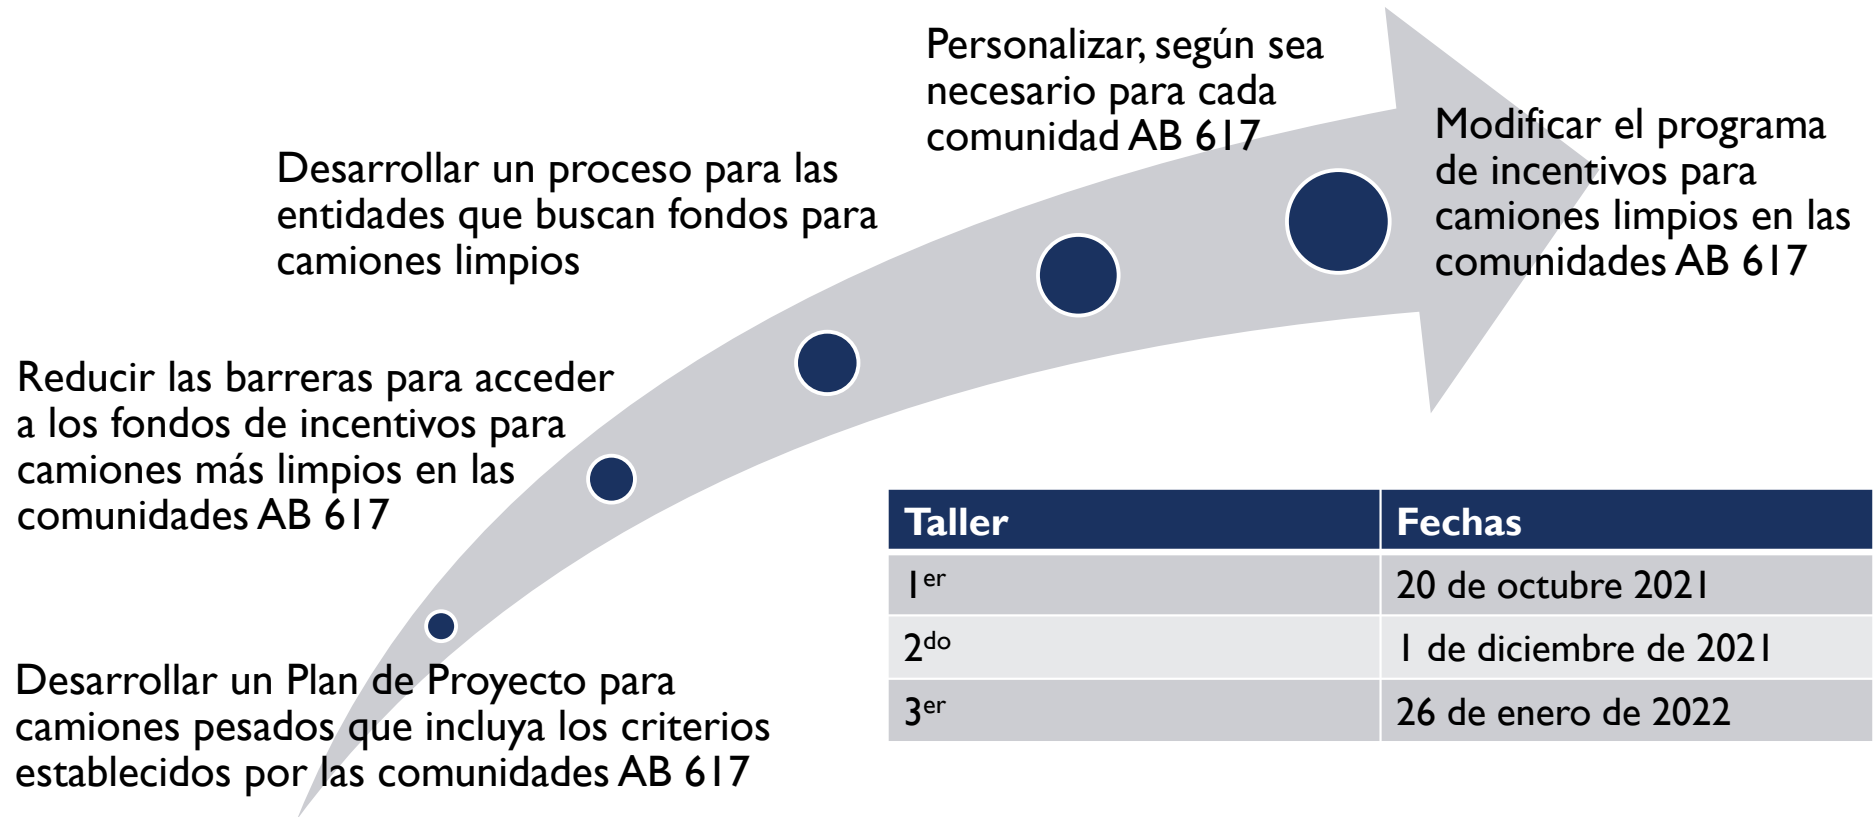 Personalizar, según sea
necesario para cada
comunidad AB 617
Modificar el programa
de incentivos para
camiones limpios en las
comunidades AB 617
Desarrollar un proceso para las
entidades que buscan fondos para
camiones limpios
Reducir las barreras para acceder
a los fondos de incentivos para
camiones más limpios en las
comunidades AB 617
Desarrollar un Plan de Proyecto para
camiones pesados que incluya los criterios
establecidos por las comunidades AB 617
Taller Fechas
1er 20 de octubre 2021
2do 1 de diciembre de 2021
3er 26 de enero de 2022